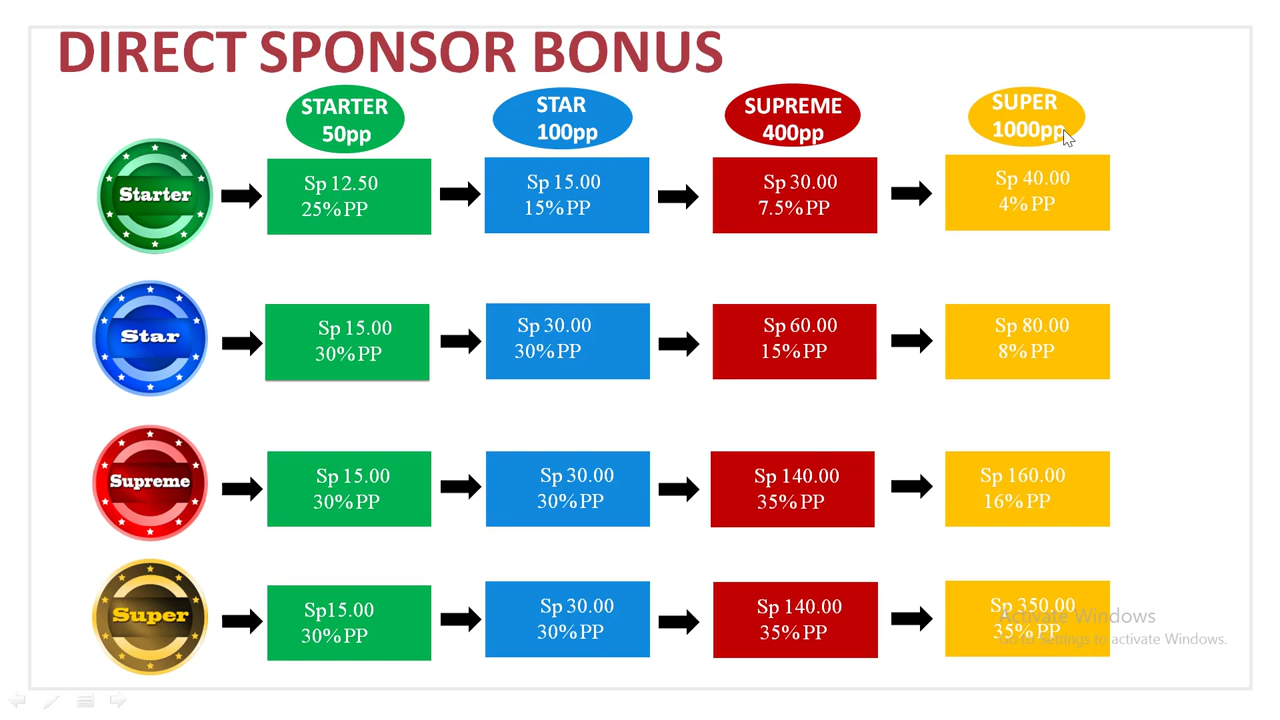 DIRECT SPONSOR BONUS
STARTER
50pp
STAR
100pp
SUPREME
400pp
SUPER
1000pp
Starter
Sp 12.50
25% PP
Sp 15.00
15% PP
Sp 30.00
7.5% PP
Sp 40.00
4% PP
Star
Sp 15.00
30% PP
Sp 30.00
30% PP
Sp 60.00
15% PP
Sp 80.00
8% PP
Supreme
Sp 15.00
30% PP
Sp 30.00
30% PP
Sp 140.00
35% PP
Sp 160.00
16% PP
Super
Sp15.00
30% PP
Sp 30.00
30% PP
Sp 140.00
35% PP
Sp 350.00
35% PP
Activate Windows
Go to Settings to activate Windows.